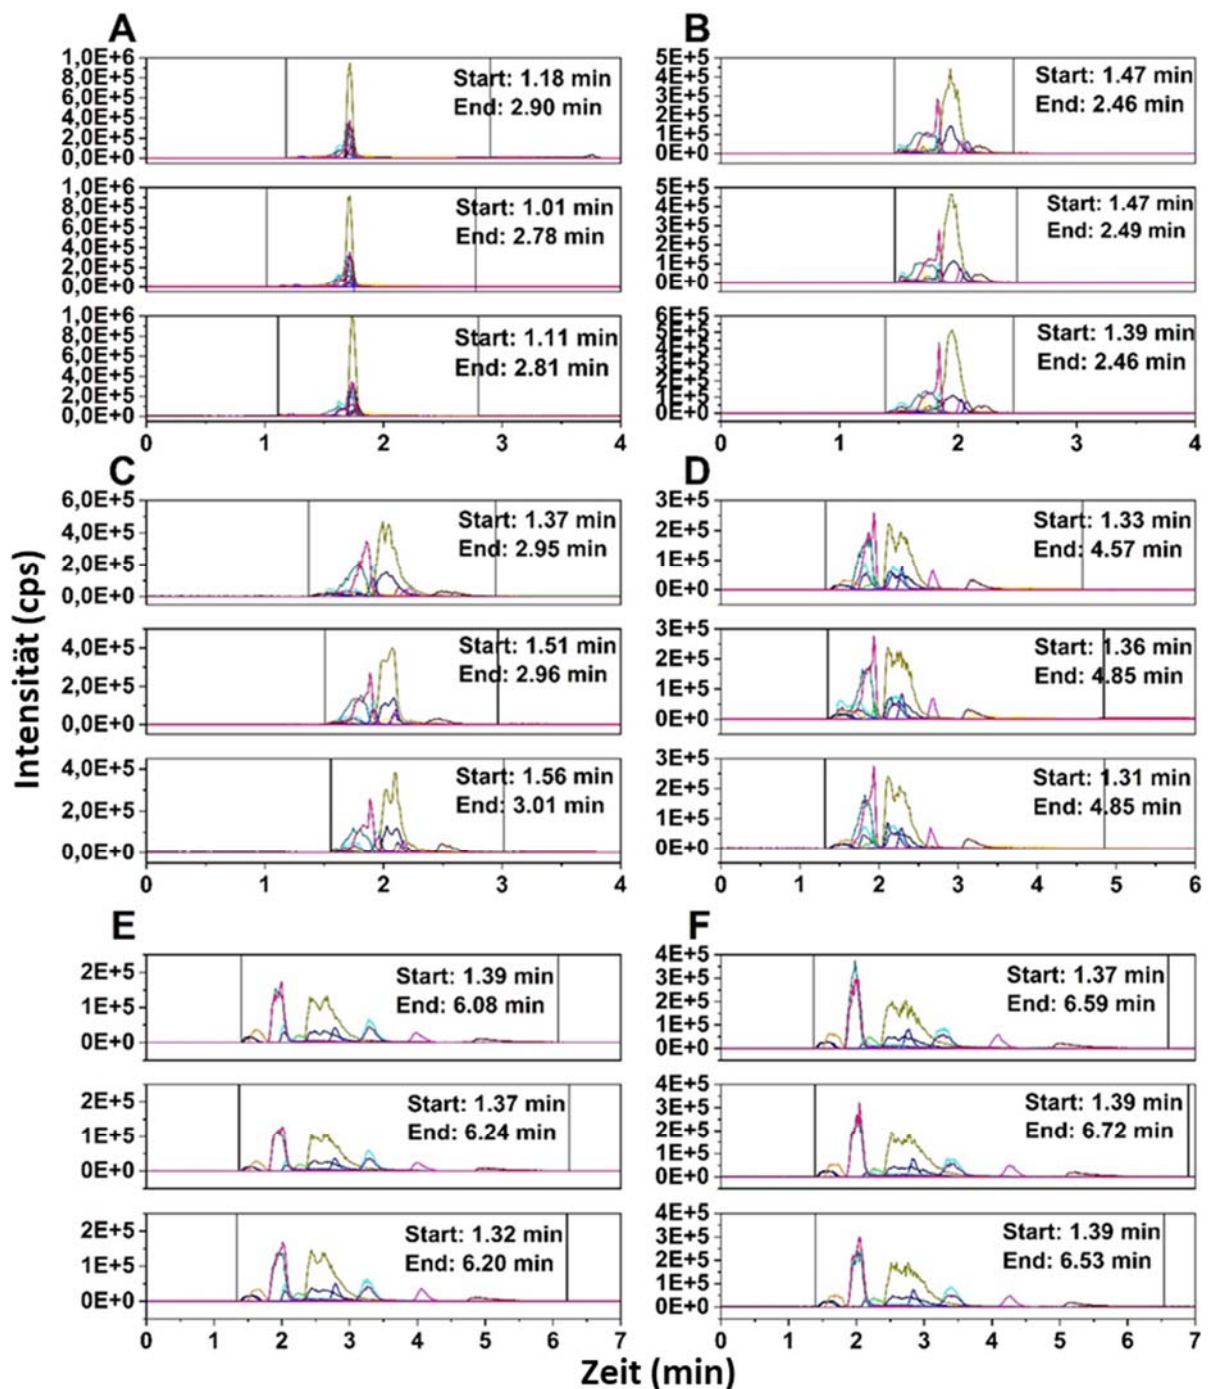 A
1,0E+6
8,0E+5
6,0E+5
4,0E+5
2,0E+5
0,0E+0
Start: 1.18 min
End: 2.90 min
1,0E+6
8,0E+5
6,0E+5
4,0E+5
2,0E+5
0,0E+0
Start: 1.01 min
End: 2.78 min
1,0E+6
8,0E+5
6,0E+5
4,0E+5
2,0E+5
0,0E+0
Start: 1.11 min
End: 2.81 min
0 1 2 3 4
B
5E+5
4E+5
3E+5
2E+5
1E+5
0E+0
Start: 1.47 min
End: 2.46 min
5E+5
4E+5
3E+5
2E+5
1E+5
0E+0
Start: 1.47 min
End: 2.49 min
6E+5
5E+5
4E+5
3E+5
2E+5
1E+5
0E+0
Start: 1.39 min
End: 2.46 min
0 1 2 3 4
C
6,0E+5
4,0E+5
2,0E+5
0,0E+0
Start: 1.37 min
End: 2.95 min
4,0E+5
2,0E+5
0,0E+0
Start: 1.51 min
End: 2.96 min
4,0E+5
2,0E+5
0,0E+0
Start: 1.56 min
End: 3.01 min
0 1 2 3 4
D
3E+5
2E+5
1E+5
0E+0
Start: 1.33 min
End: 4.57 min
3E+5
2E+5
1E+5
0E+0
Start: 1.36 min
End: 4.85 min
3E+5
2E+5
1E+5
0E+0
Start: 1.31 min
End: 4.85 min
0 1 2 3 4 5 6
E
2E+5
1E+5
0E+0
Start: 1.39 min
End: 6.08 min
2E+5
1E+5
0E+0
Start: 1.37 min
End: 6.24 min
2E+5
1E+5
0E+0
Start: 1.32 min
End: 6.20 min
0 1 2 3 4 5 6 7
F
4E+5
3E+5
2E+5
1E+5
0E+0
Start: 1.37 min
End: 6.59 min
4E+5
3E+5
2E+5
1E+5
0E+0
Start: 1.39 min
End: 6.72 min
4E+5
3E+5
2E+5
1E+5
0E+0
Start: 1.39 min
End: 6.53 min
0 1 2 3 4 5 6 7
Intensität (cps)
Zeit (min)